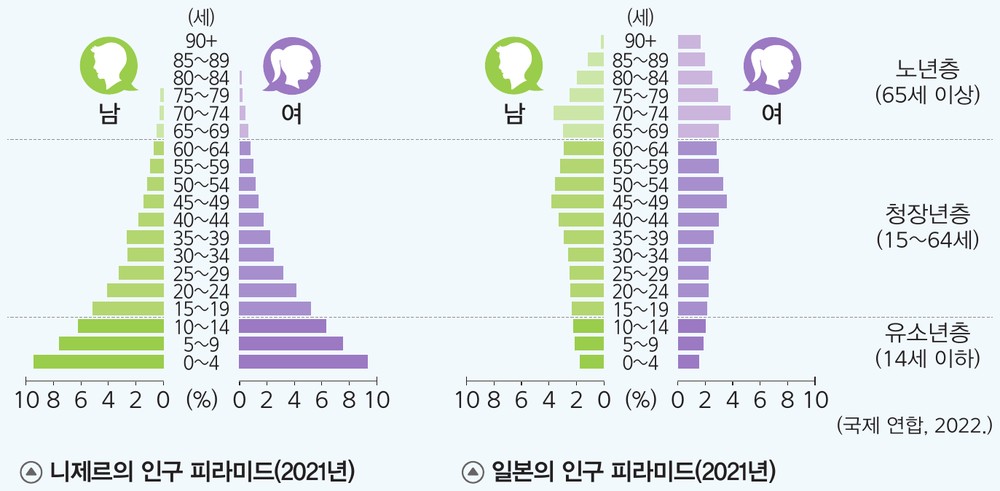 (세)
90+
85~89
80~84
75~79
70~74
65~69
60~64
55~59
50~54
45~49
40~44
35~39
30~34
25~29
20~24
15~19
10~14
5~9
0~4
남
여
10 8 6 4 2 0 (%) 0 2 4 6 8 10
니제르의 인구 피라미드(2021년)
(세)
90+
85~89
80~84
75~79
70~74
65~69
60~64
55~59
50~54
45~49
40~44
35~39
30~34
25~29
20~24
15~19
10~14
5~9
0~4
남
여
10 8 6 4 2 0 (%) 0 2 4 6 8 10
노년층
(65세 이상)
청장년층
(15~64세)
유소년층
(14세 이하)
(국제 연합, 2022.)
일본의 인구 피라미드(2021년)